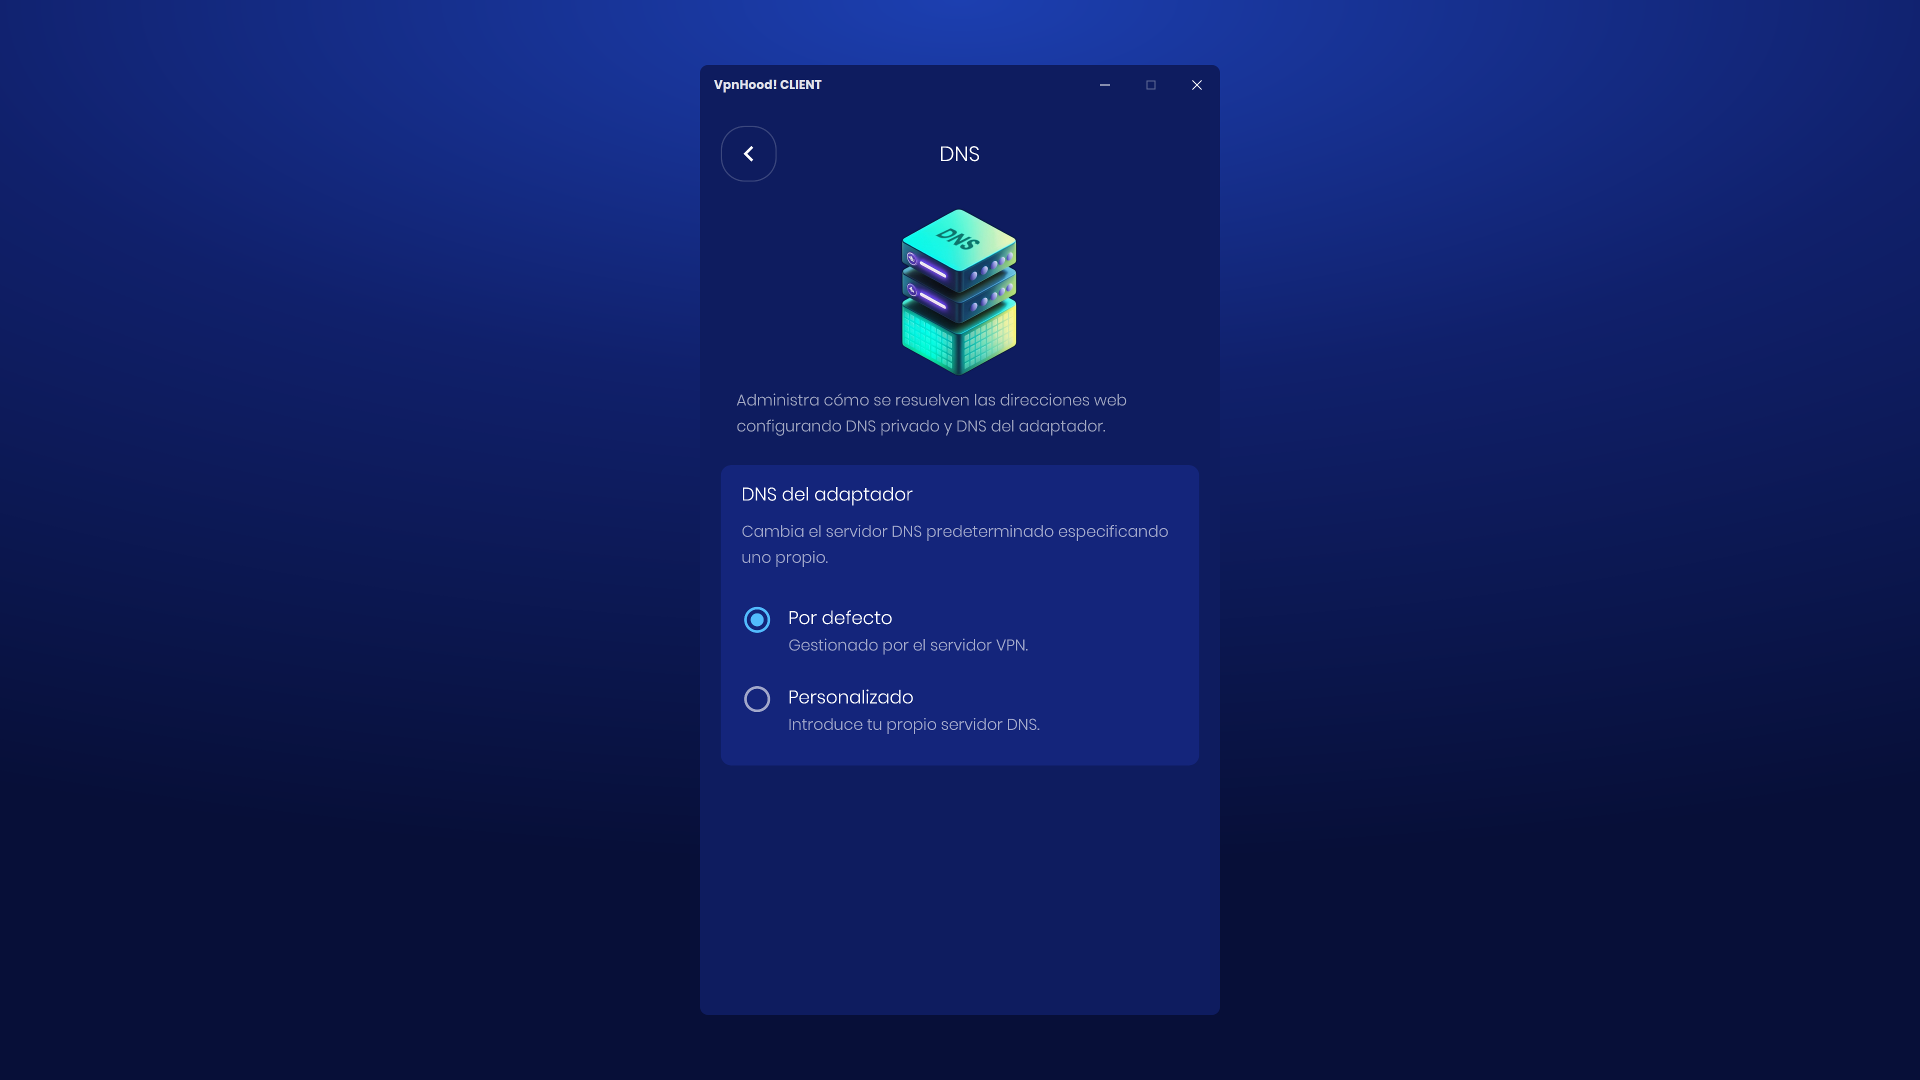 VpnHood! CLIENT
DNS
DNS
Administra cómo se resuelven las direcciones web
configurando DNS privado y DNS del adaptador.
DNS del adaptador
Cambia el servidor DNS predeterminado especificando
uno propio.
Por defecto
Gestionado por el servidor VPN.
Personalizado
Introduce tu propio servidor DNS.